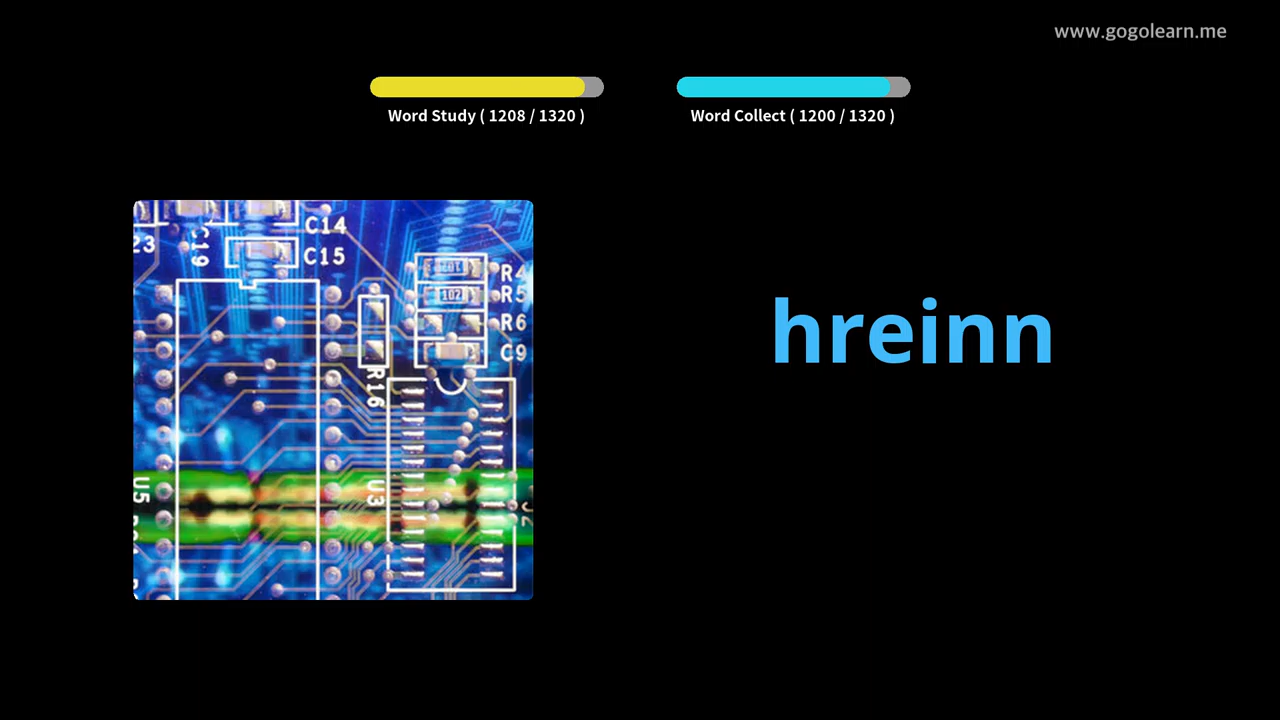 www.gogolearn.me
Word Study ( 1208 / 1320 )
Word Collect ( 1200 / 1320 )
hreinn
23
C19
C14
C15
R4
102
R5
R6
C9
R16
U5
U3